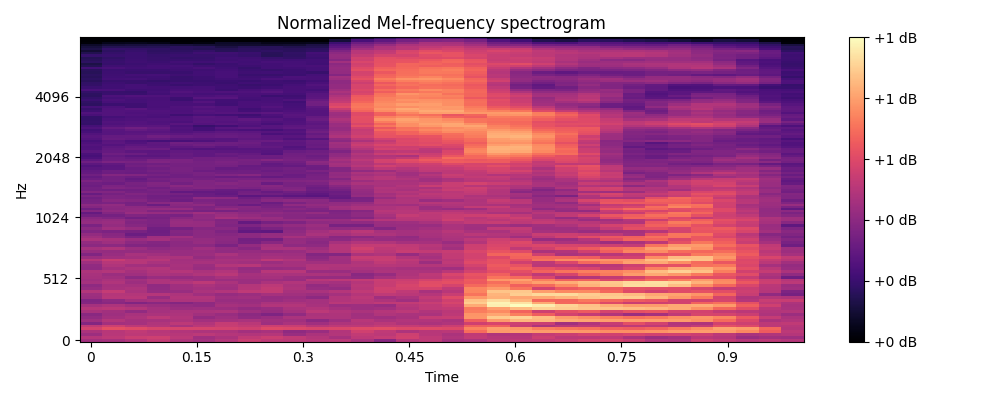 Normalized Mel-frequency spectrogram
Hz
4096
2048
1024
512
0
0 0.15 0.3 0.45 0.6 0.75 0.9
Time
+1 dB
+1 dB
+1 dB
+0 dB
+0 dB
+0 dB